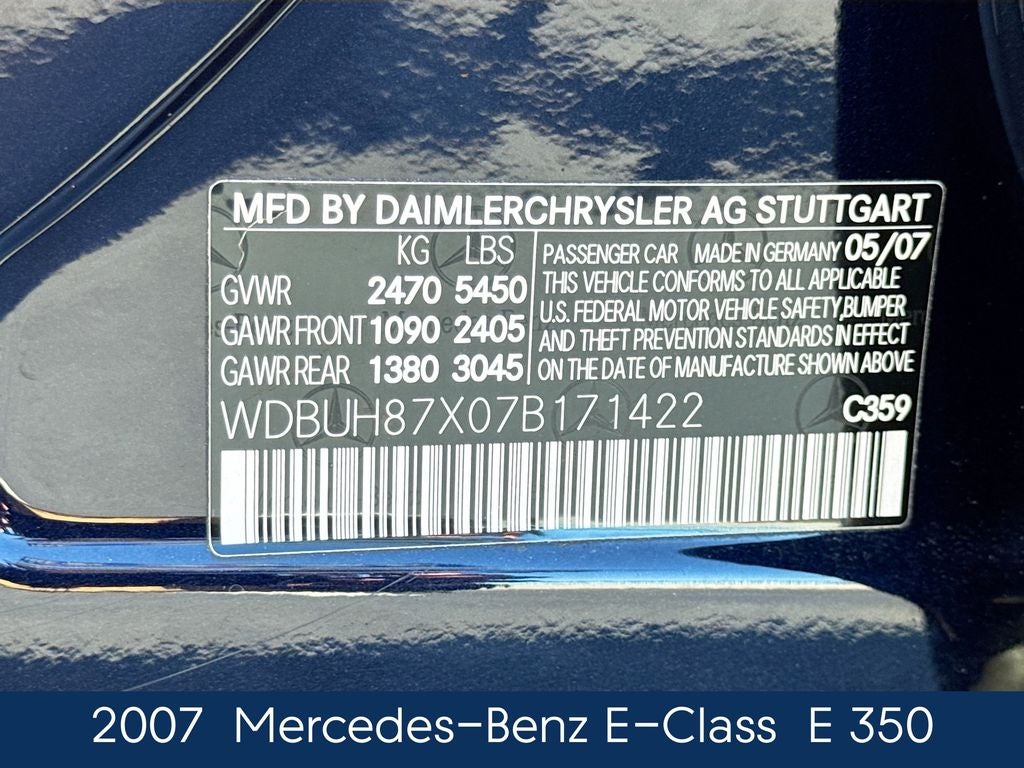 MFD BY DAIMLERCHRYSLER AG STUTTGART
KG LBS
GVWR 2470 5450
GAWR FRONT 1090 2405
GAWR REAR 1380 3045
PASSENGER CAR MADE IN GERMANY 05/07
THIS VEHICLE CONFORMS TO ALL APPLICABLE
U.S. FEDERAL MOTOR VEHICLE SAFETY,BUMPER
AND THEFT PREVENTION STANDARDS IN EFFECT
ON THE DATE OF MANUFACTURE SHOWN ABOVE
WDBUH87X07B171422 C359
2007 Mercedes-Benz E-Class E 350